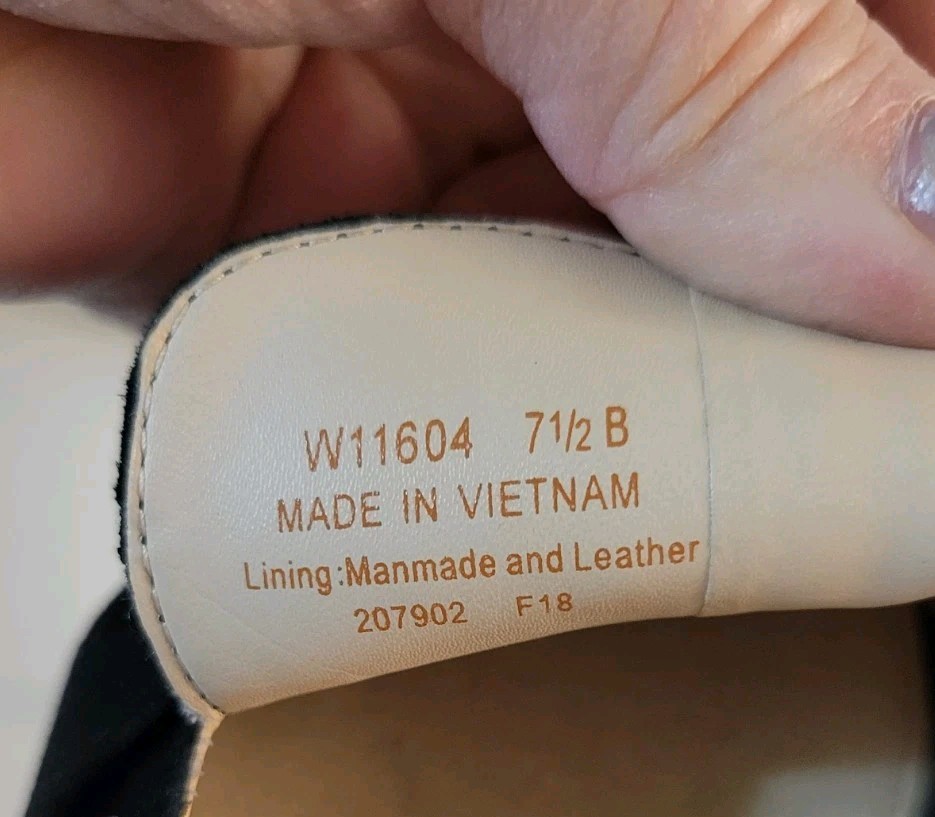 W11604 71/2 B
MADE IN VIETNAM
Lining:Manmade and Leather
207902 F18